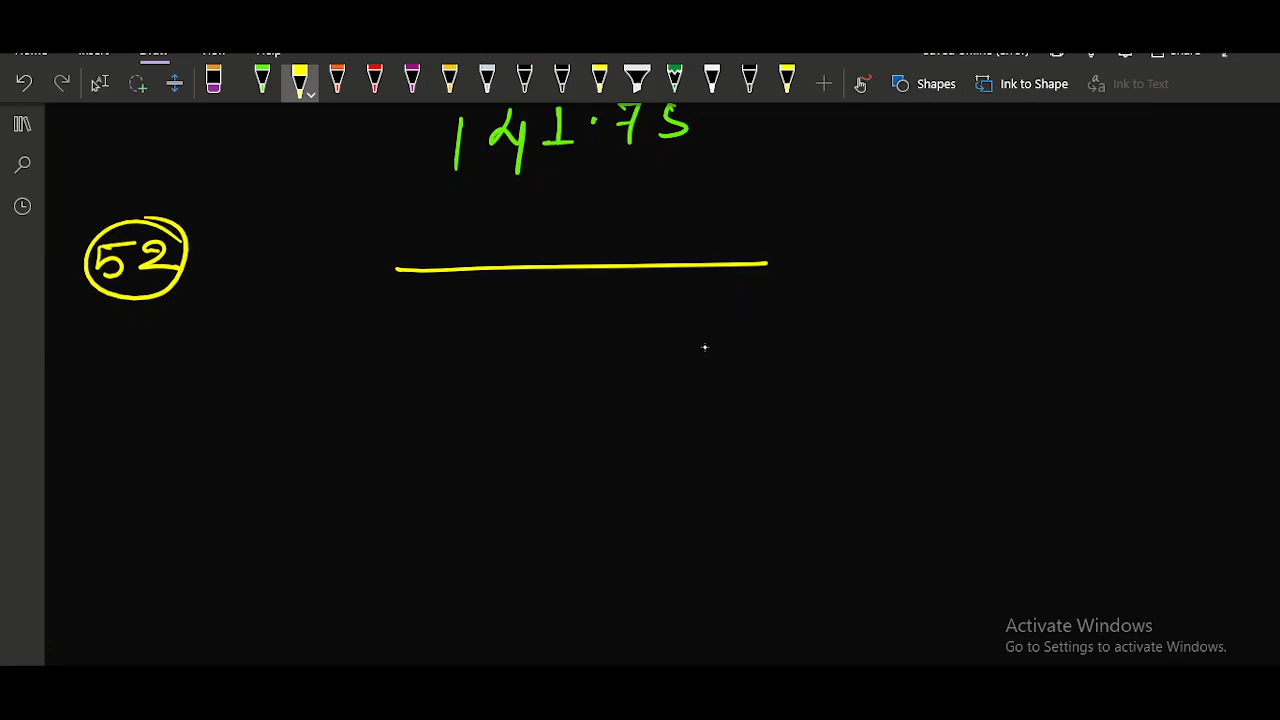 Shapes
Ink to Shape
Ink to Text
141.75
52
Activate Windows
Go to Settings to activate Windows.